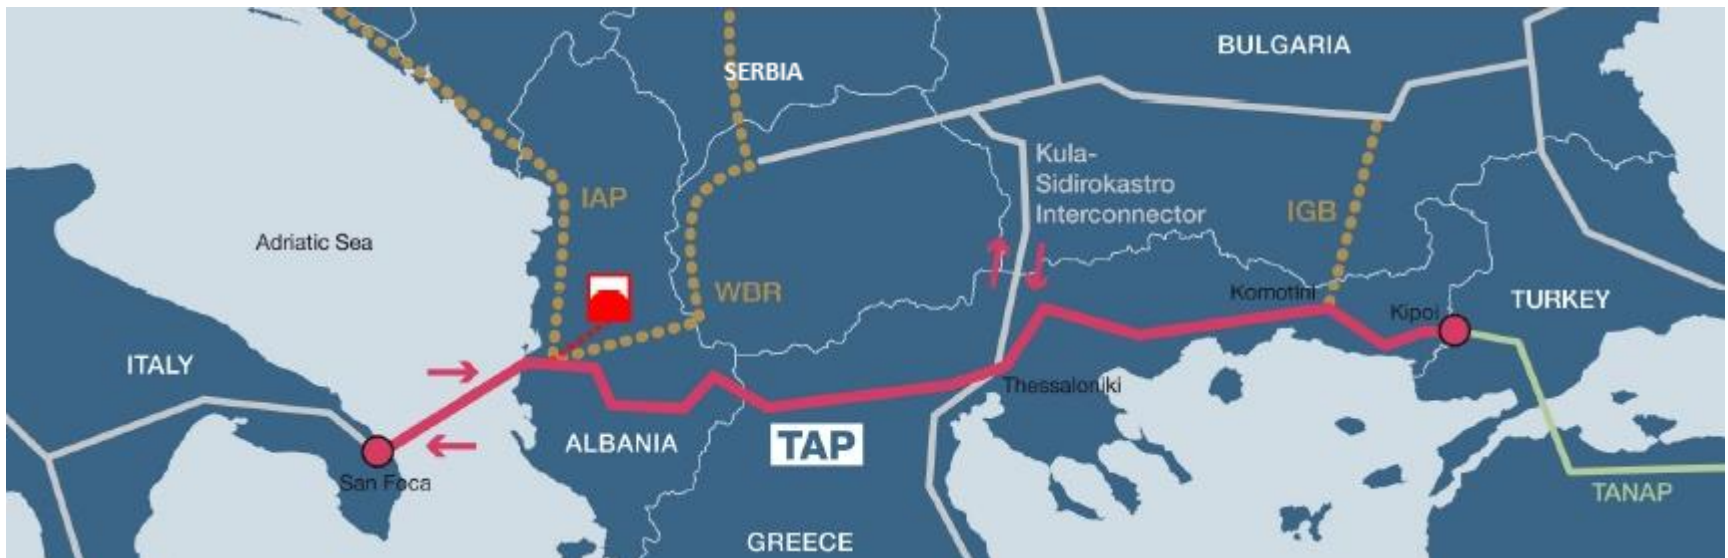 BULGARIA
SERBIA
Kula-
Sidirokastro
Interconnector
IAP
IGB
Adriatic Sea
WBR
Komotini
TURKEY
Kipoi
ITALY
Thessaloniki
ALBANIA
TAP
San Foca
TANAP
GREECE